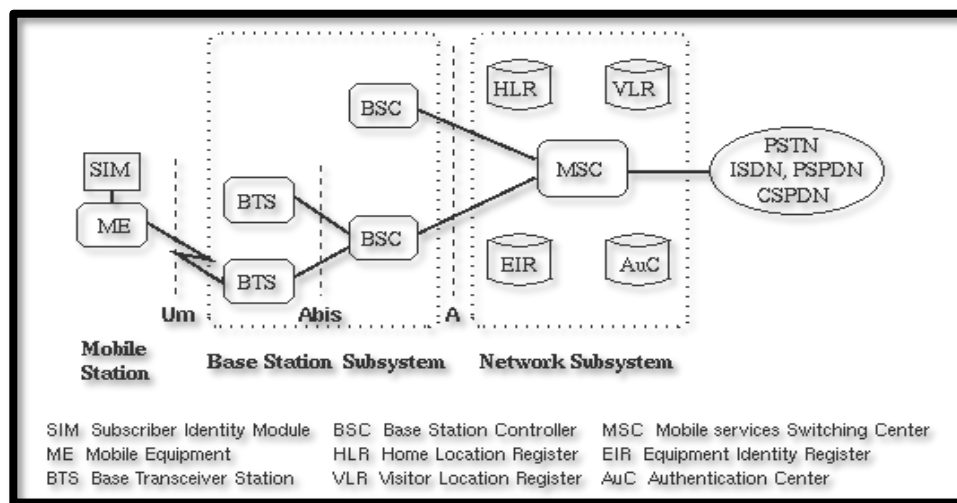 HLR VLR
BSC
PSTN
ISDN, PSPDN
CSPDN
MSC
SIM
ME
BTS
BSC
BTS
EIR AuC
Um Abis A
Mobile
Station
Base Station Subsystem
Network Subsystem
SIM Subscriber Identity Module BSC Base Station Controller MSC Mobile services Switching Center
ME Mobile Equipment HLR Home Location Register EIR Equipment Identity Register
BTS Base Transceiver Station VLR Visitor Location Register AuC Authentication Center